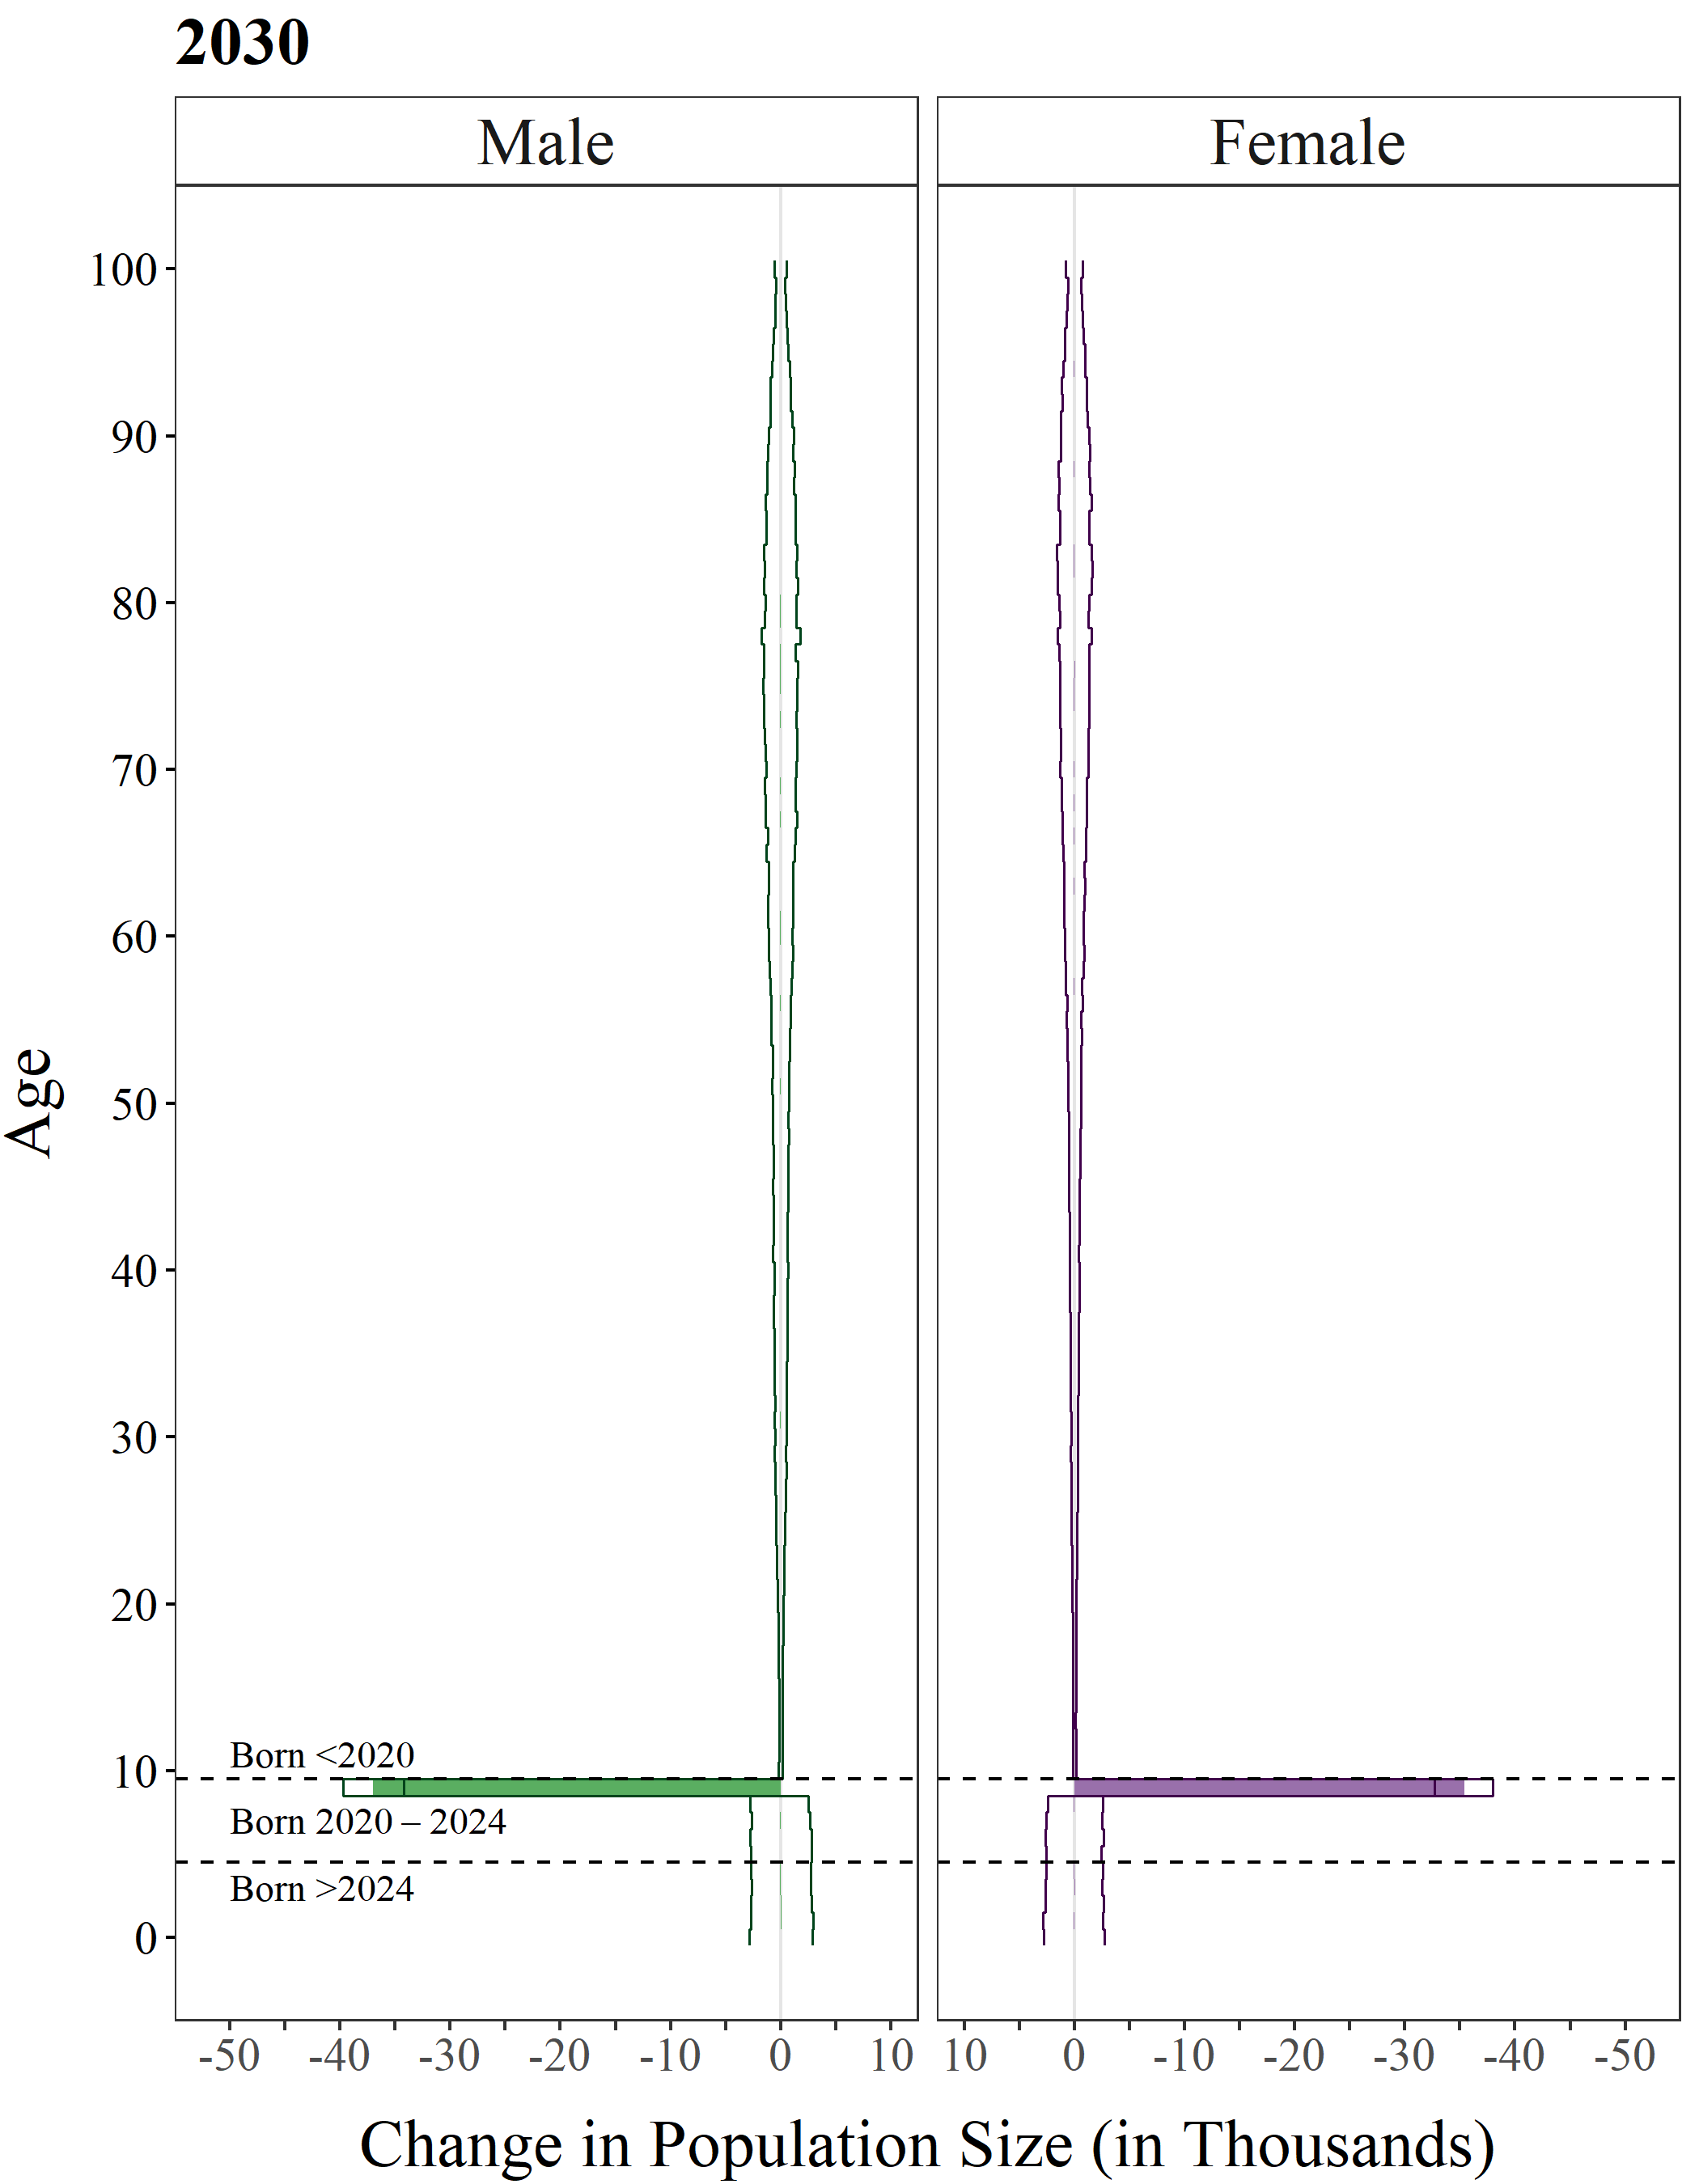 2030
Male Female
100
90
80
70
60
50
40
30
20
10
0
Age
Born <2020
Born 2020 – 2024
Born >2024
-50 -40 -30 -20 -10 0 10 10 0 -10 -20 -30 -40 -50
Change in Population Size (in Thousands)